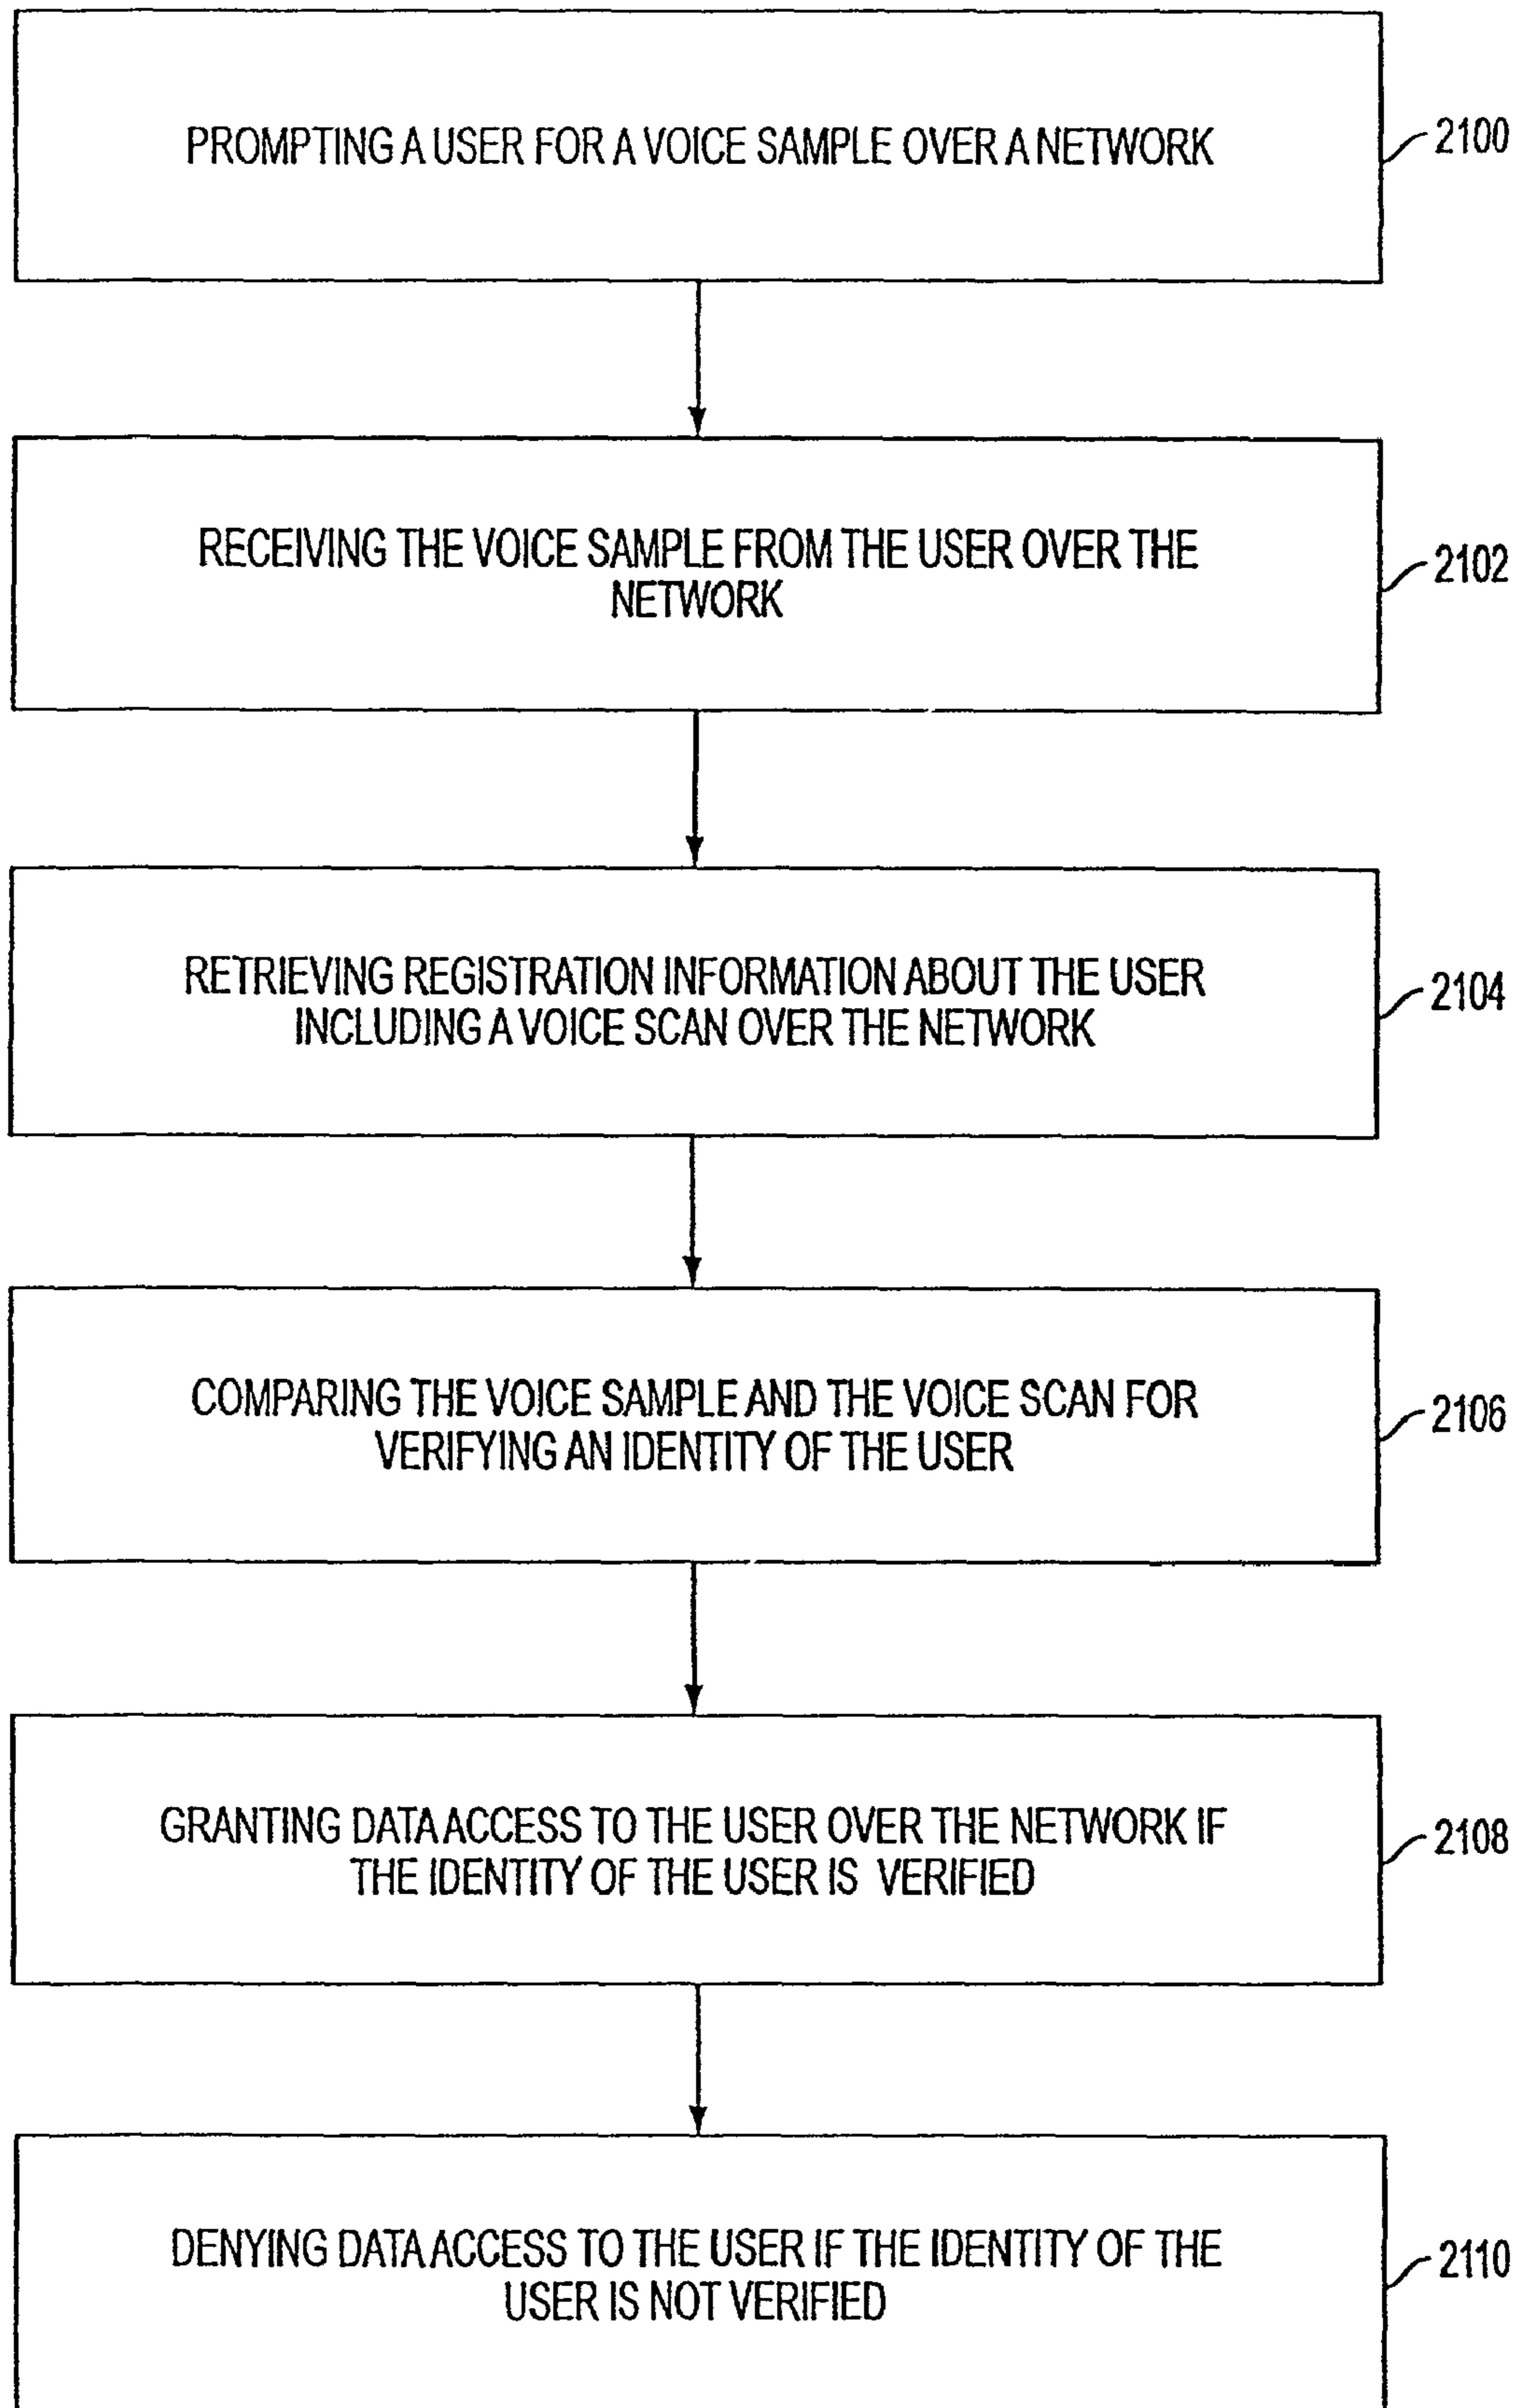 PROMPTING A USER FOR A VOICE SAMPLE OVER A NETWORK
2100
RECEIVING THE VOICE SAMPLE FROM THE USER OVER THE
NETWORK
2102
RETRIEVING REGISTRATION INFORMATION ABOUT THE USER
INCLUDING A VOICE SCAN OVER THE NETWORK
2104
COMPARING THE VOICE SAMPLE AND THE VOICE SCAN FOR
VERIFYING AN IDENTITY OF THE USER
2106
GRANTING DATA ACCESS TO THE USER OVER THE NETWORK IF
THE IDENTITY OF THE USER IS VERIFIED
2108
DENYING DATA ACCESS TO THE USER IF THE IDENTITY OF THE
USER IS NOT VERIFIED
2110